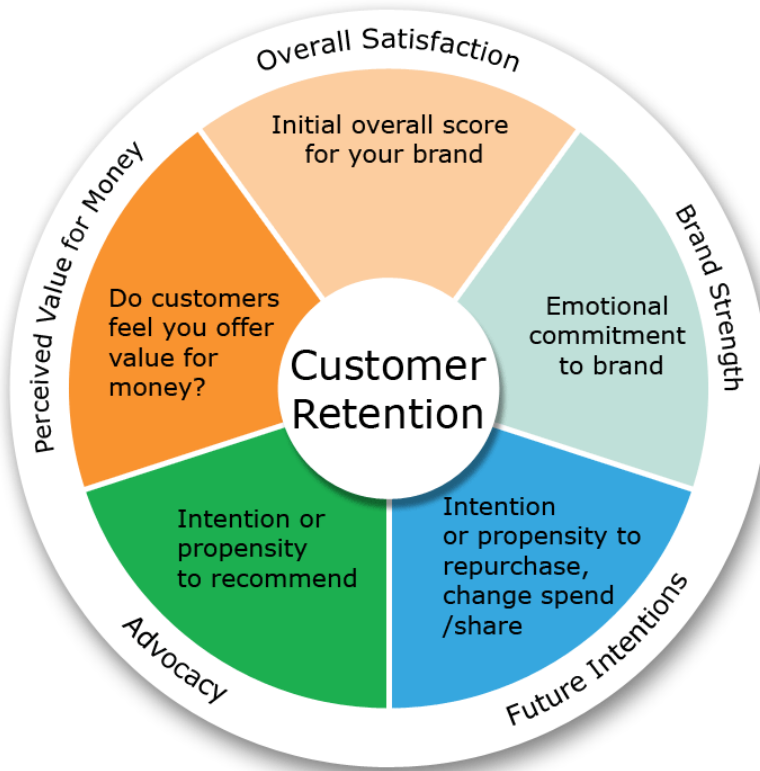 Overall Satisfaction
Initial overall score
for your brand
Brand Strength
Emotional
commitment
to brand
Future Intentions
Intention
or propensity to
repurchase,
change spend
/share
Advocacy
Intention or
propensity
to recommend
Perceived Value for Money
Do customers
feel you offer
value for
money?
Customer
Retention